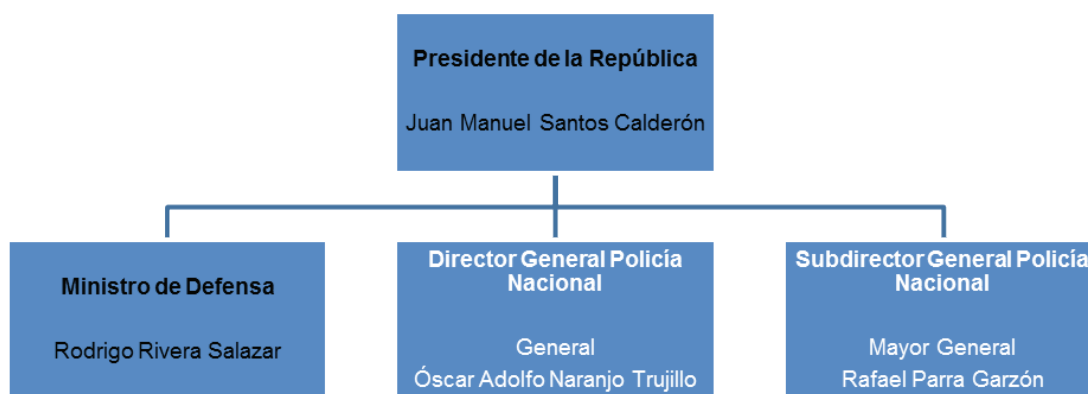 Presidente de la República
Juan Manuel Santos Calderón
Ministro de Defensa
Rodrigo Rivera Salazar
Director General Policía
Nacional
General
Óscar Adolfo Naranjo Trujillo
Subdirector General Policía
Nacional
Mayor General
Rafael Parra Garzón